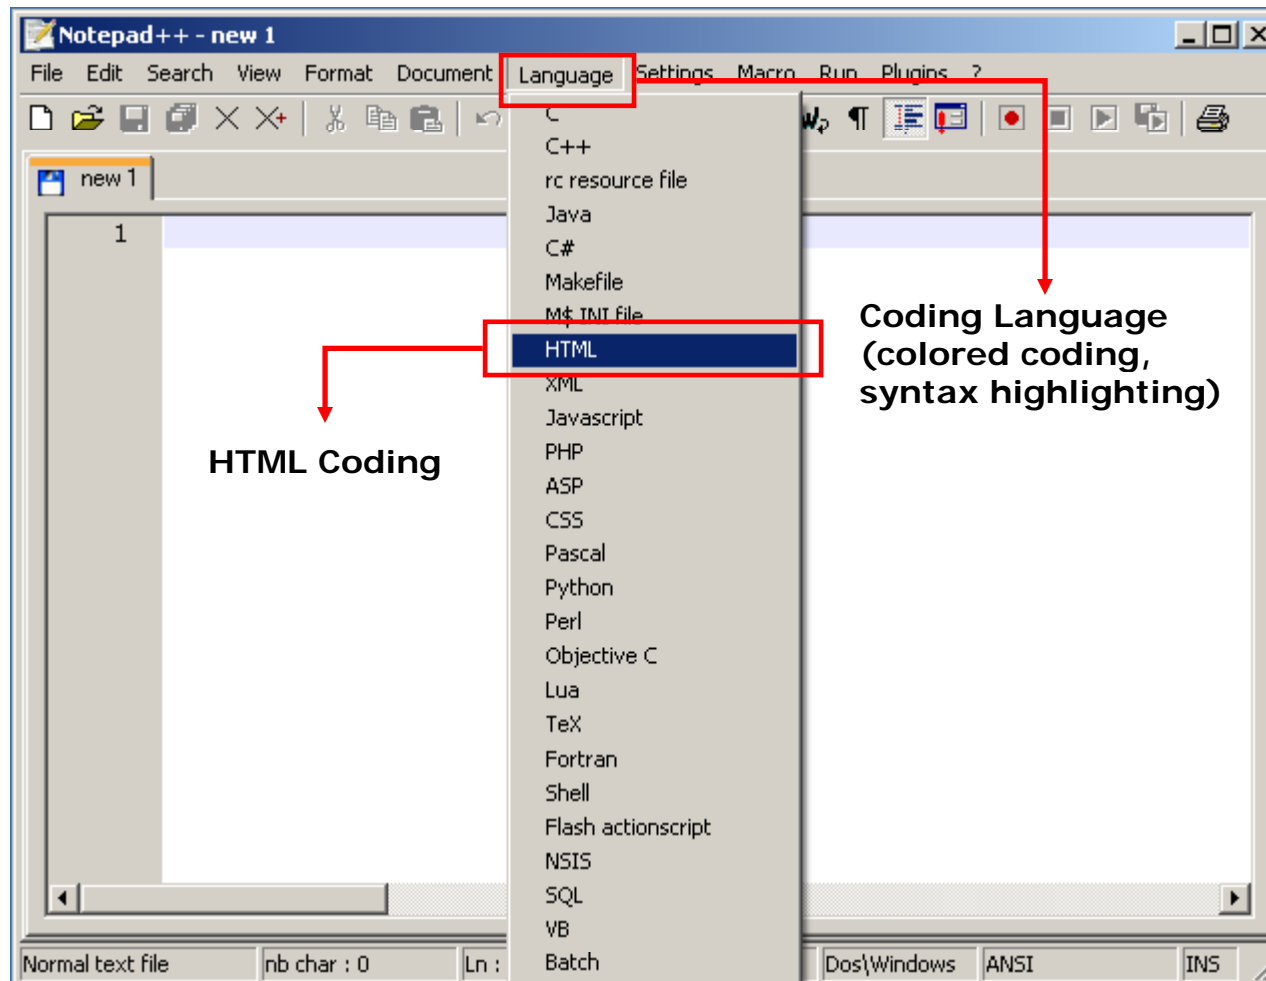 Notepad++ - new 1
File Edit Search View Format Document Language Settings Macro Run Plugins ?
new 1
1
C
C++
rc resource file
Java
C#
Makefile
M$ INI file
HTML
XML
Javascript
PHP
ASP
CSS
Pascal
Python
Perl
Objective C
Lua
TeX
Fortran
Shell
Flash actionscript
NSIS
SQL
VB
Batch
HTML Coding
Coding Language
(colored coding,
syntax highlighting)
Normal text file nb char : 0 Ln : Dos\Windows ANSI INS